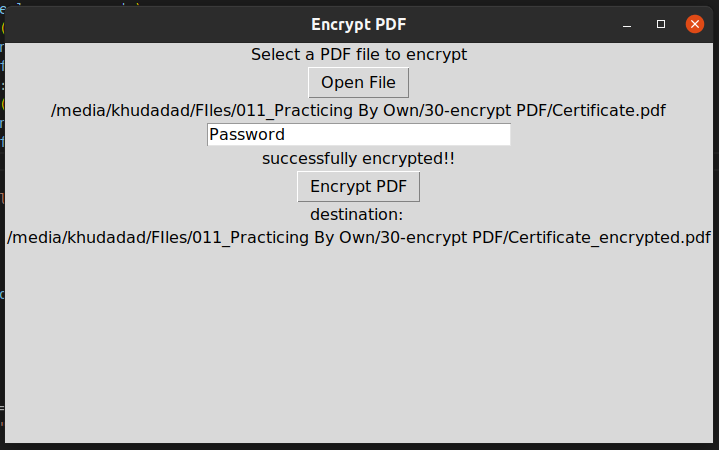 Encrypt PDF
Select a PDF file to encrypt
Open File
/media/khudadad/FIles/011_Practicing By Own/30-encrypt PDF/Certificate.pdf
Password
successfully encrypted!!
Encrypt PDF
destination:
/media/khudadad/FIles/011_Practicing By Own/30-encrypt PDF/Certificate_encrypted.pdf